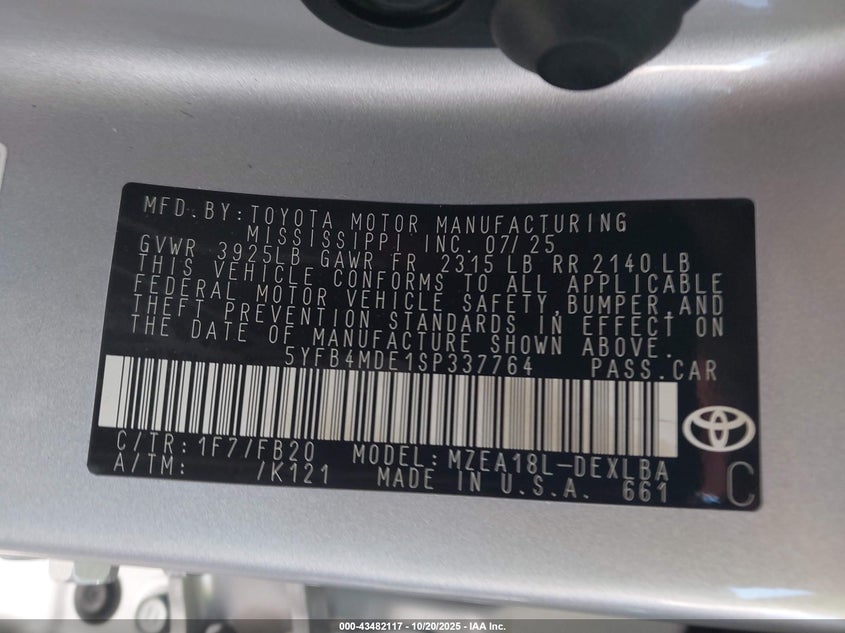 MFD.BY:TOYOTA MOTOR MANUFACTURING
MISSISSIPPI INC. 07/25
GVWR 3925LB GAWR FR 2315 LB RR 2140 LB
THIS VEHICLE CONFORMS TO ALL APPLICABLE
FEDERAL MOTOR VEHICLE SAFETY,BUMPER,AND
THEFT PREVENTION STANDARDS IN EFFECT ON
THE DATE OF MANUFACTURE SHOWN ABOVE.
5YFB4MDE1SP337764 PASS.CAR
C/TR: 1F7/FB20 MODEL: MZEA18L-DEXLBA
A/TM: /K121 MADE IN U.S.A. 661
C
000-43482117 - 10/20/2025 - IAA Inc.